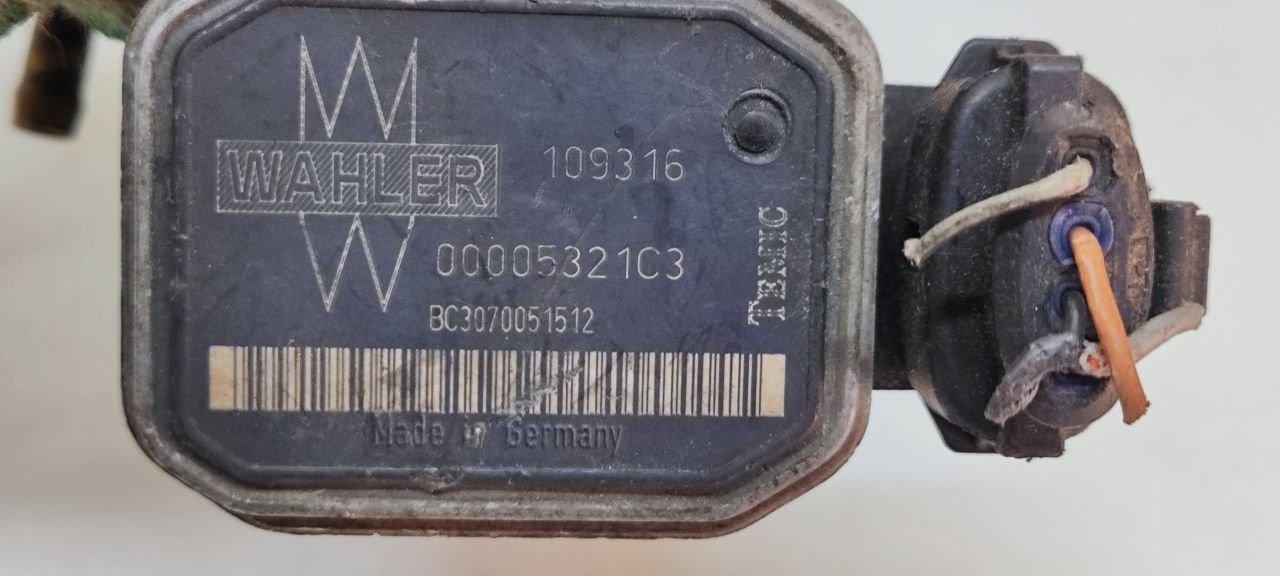 WAHLER
109316
00005321C3
BC3070051512
TEMIC
Made in Germany